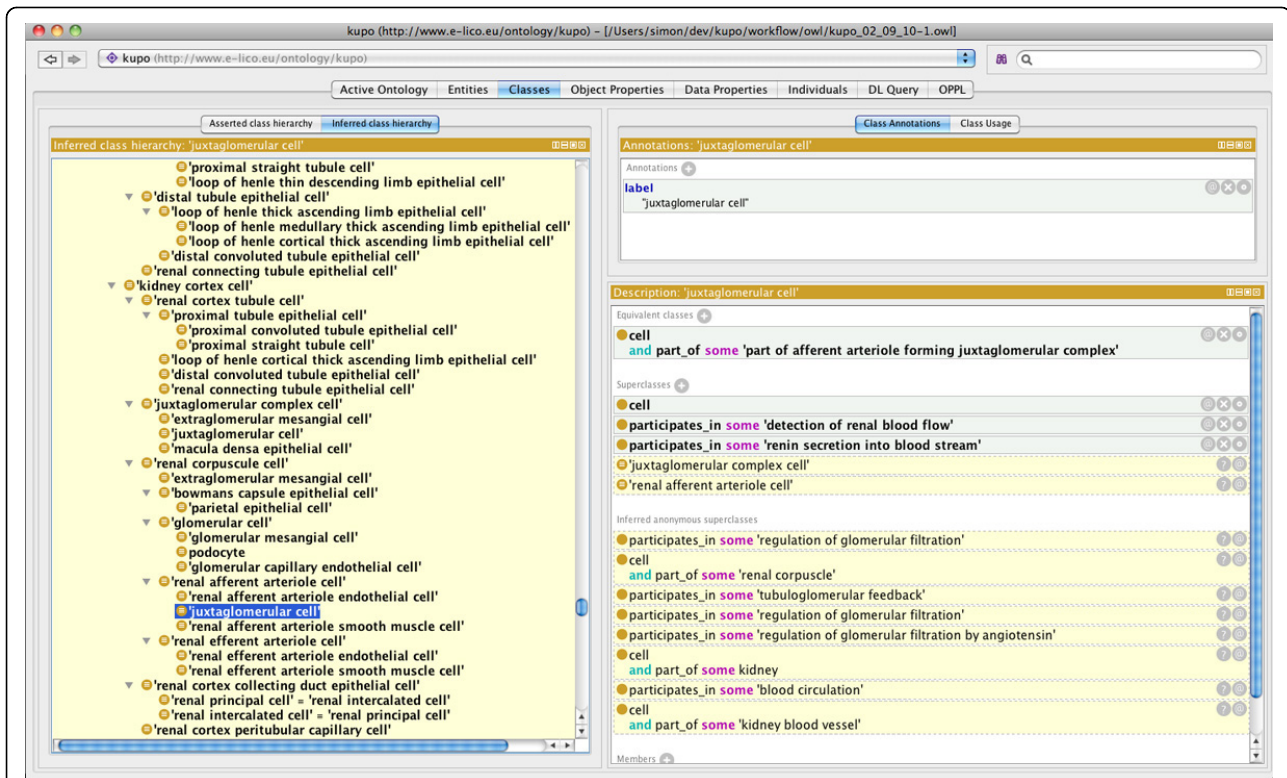 kupo (http://www.e-lico.eu/ontology/kupo) – [/Users/simon/dev/kupo/workflow/owl/kupo_02_09_10-1.owl]
kupo (http://www.e-lico.eu/ontology/kupo)
Active Ontology Entities Classes Object Properties Data Properties Individuals DL Query OPPL
Asserted class hierarchy Inferred class hierarchy
Inferred class hierarchy: 'juxtaglomerular cell'
'proximal straight tubule cell'
'loop of henle thin descending limb epithelial cell'
'distal tubule epithelial cell'
'loop of henle thick ascending limb epithelial cell'
'loop of henle medullary thick ascending limb epithelial cell'
'loop of henle cortical thick ascending limb epithelial cell'
'distal convoluted tubule epithelial cell'
'renal connecting tubule epithelial cell'
'kidney cortex cell'
'renal cortex tubule cell'
'proximal tubule epithelial cell'
'proximal convoluted tubule epithelial cell'
'proximal straight tubule cell'
'loop of henle cortical thick ascending limb epithelial cell'
'distal convoluted tubule epithelial cell'
'renal connecting tubule epithelial cell'
'juxtaglomerular complex cell'
'extraglomerular mesangial cell'
'juxtaglomerular cell'
'macula densa epithelial cell'
'renal corpuscule cell'
'extraglomerular mesangial cell'
'bowmans capsule epithelial cell'
'parietal epithelial cell'
'glomerular cell'
'glomerular mesangial cell'
podocyte
'glomerular capillary endothelial cell'
'renal afferent arteriole cell'
'renal afferent arteriole endothelial cell'
'juxtaglomerular cell'
'renal afferent arteriole smooth muscle cell'
'renal efferent arteriole cell'
'renal efferent arteriole endothelial cell'
'renal efferent arteriole smooth muscle cell'
'renal cortex collecting duct epithelial cell'
'renal principal cell' = 'renal intercalated cell'
'renal intercalated cell' = 'renal principal cell'
'renal cortex peritubular capillary cell'
Class Annotations Class Usage
Annotations: 'juxtaglomerular cell'
Annotations
label
"juxtaglomerular cell"
Description: 'juxtaglomerular cell'
Equivalent classes
cell
and part_of some 'part of afferent arteriole forming juxtaglomerular complex'
Superclasses
cell
participates_in some 'detection of renal blood flow'
participates_in some 'renin secretion into blood stream'
'juxtaglomerular complex cell'
'renal afferent arteriole cell'
Inferred anonymous superclasses
participates_in some 'regulation of glomerular filtration'
cell
and part_of some 'renal corpuscle'
participates_in some 'tubuloglomerular feedback'
participates_in some 'regulation of glomerular filtration'
participates_in some 'regulation of glomerular filtration by angiotensin'
cell
and part_of some kidney
participates_in some 'blood circulation'
cell
and part_of some 'kidney blood vessel'
Members